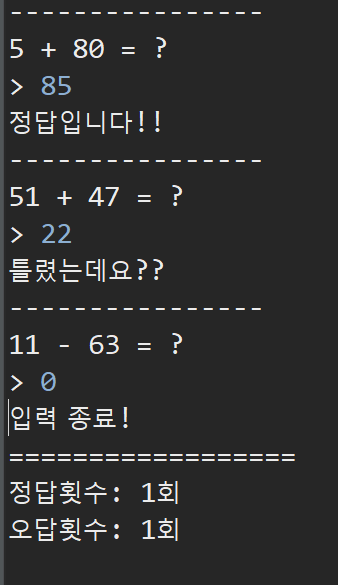 ----------------
5 + 80 = ?
> 85
정답입니다!!
----------------
51 + 47 = ?
> 22
틀렸는데요??
----------------
11 - 63 = ?
> 0
입력 종료!
==================
정답횟수: 1회
오답횟수: 1회